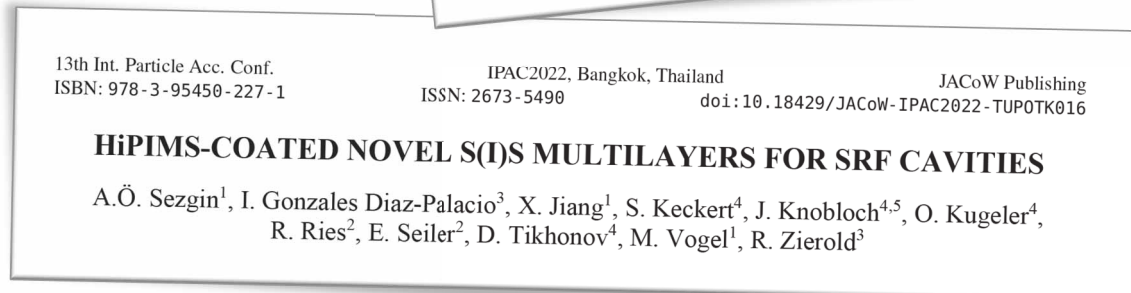 13th Int. Particle Acc. Conf.
IPAC2022, Bangkok, Thailand
JACoW Publishing
ISBN: 978-3-95450-227-1
ISSN: 2673-5490
doi:10.18429/JACoW-IPAC2022-TUPOTK016
HiPIMS-COATED NOVEL S(I)S MULTILAYERS FOR SRF CAVITIES
A.Ö. Sezgin¹, I. Gonzales Diaz-Palacio³, X. Jiang¹, S. Keckert⁴, J. Knobloch⁴,⁵, O. Kugeler⁴,
R. Ries², E. Seiler², D. Tikhonov⁴, M. Vogel¹, R. Zierold³